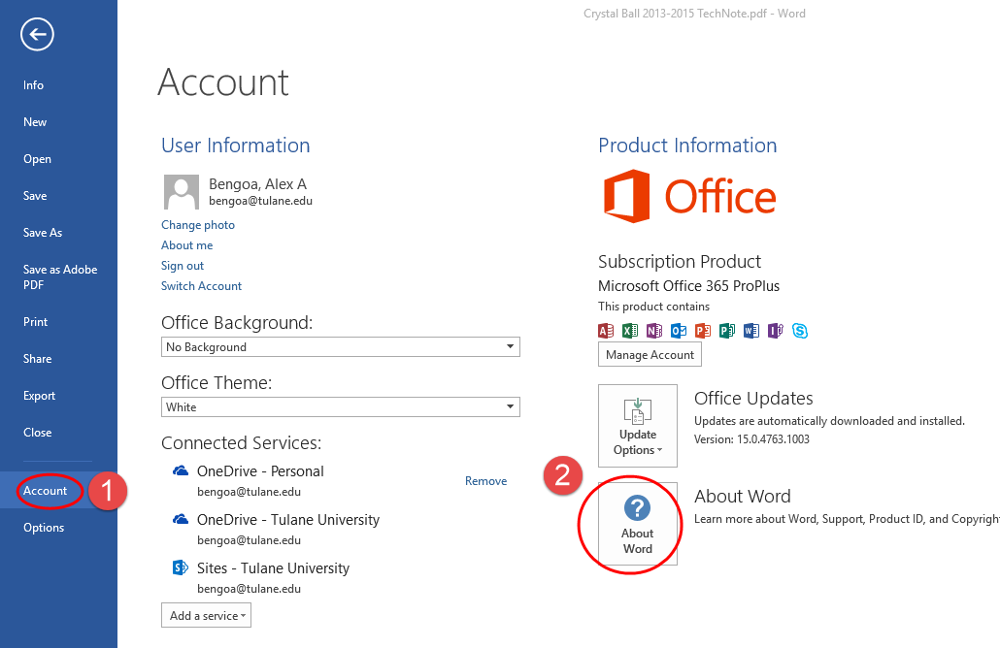 Crystal Ball 2013-2015 TechNote.pdf - Word
Info
New
Open
Save
Save As
Save as Adobe
PDF
Print
Share
Export
Close
Account
1
Options
Account
User Information
Bengoa, Alex A
bengoa@tulane.edu
Change photo
About me
Sign out
Switch Account
Office Background:
No Background
Office Theme:
White
Connected Services:
OneDrive - Personal
bengoa@tulane.edu
Remove
OneDrive - Tulane University
bengoa@tulane.edu
Sites - Tulane University
bengoa@tulane.edu
Add a service
Product Information
Office
Subscription Product
Microsoft Office 365 ProPlus
This product contains
Manage Account
Update
Options
Office Updates
Updates are automatically downloaded and installed.
Version: 15.0.4763.1003
2
?
About
Word
About Word
Learn more about Word, Support, Product ID, and Copyright